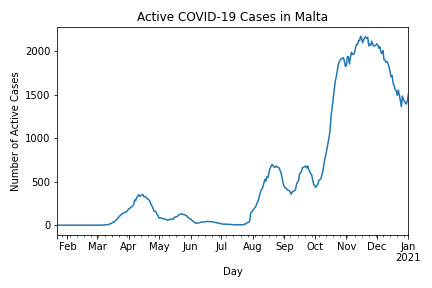 Active COVID-19 Cases in Malta
Number of Active Cases
2000
1500
1000
500
0
Feb Mar Apr May Jun Jul Aug Sep Oct Nov Dec Jan
2021
Day